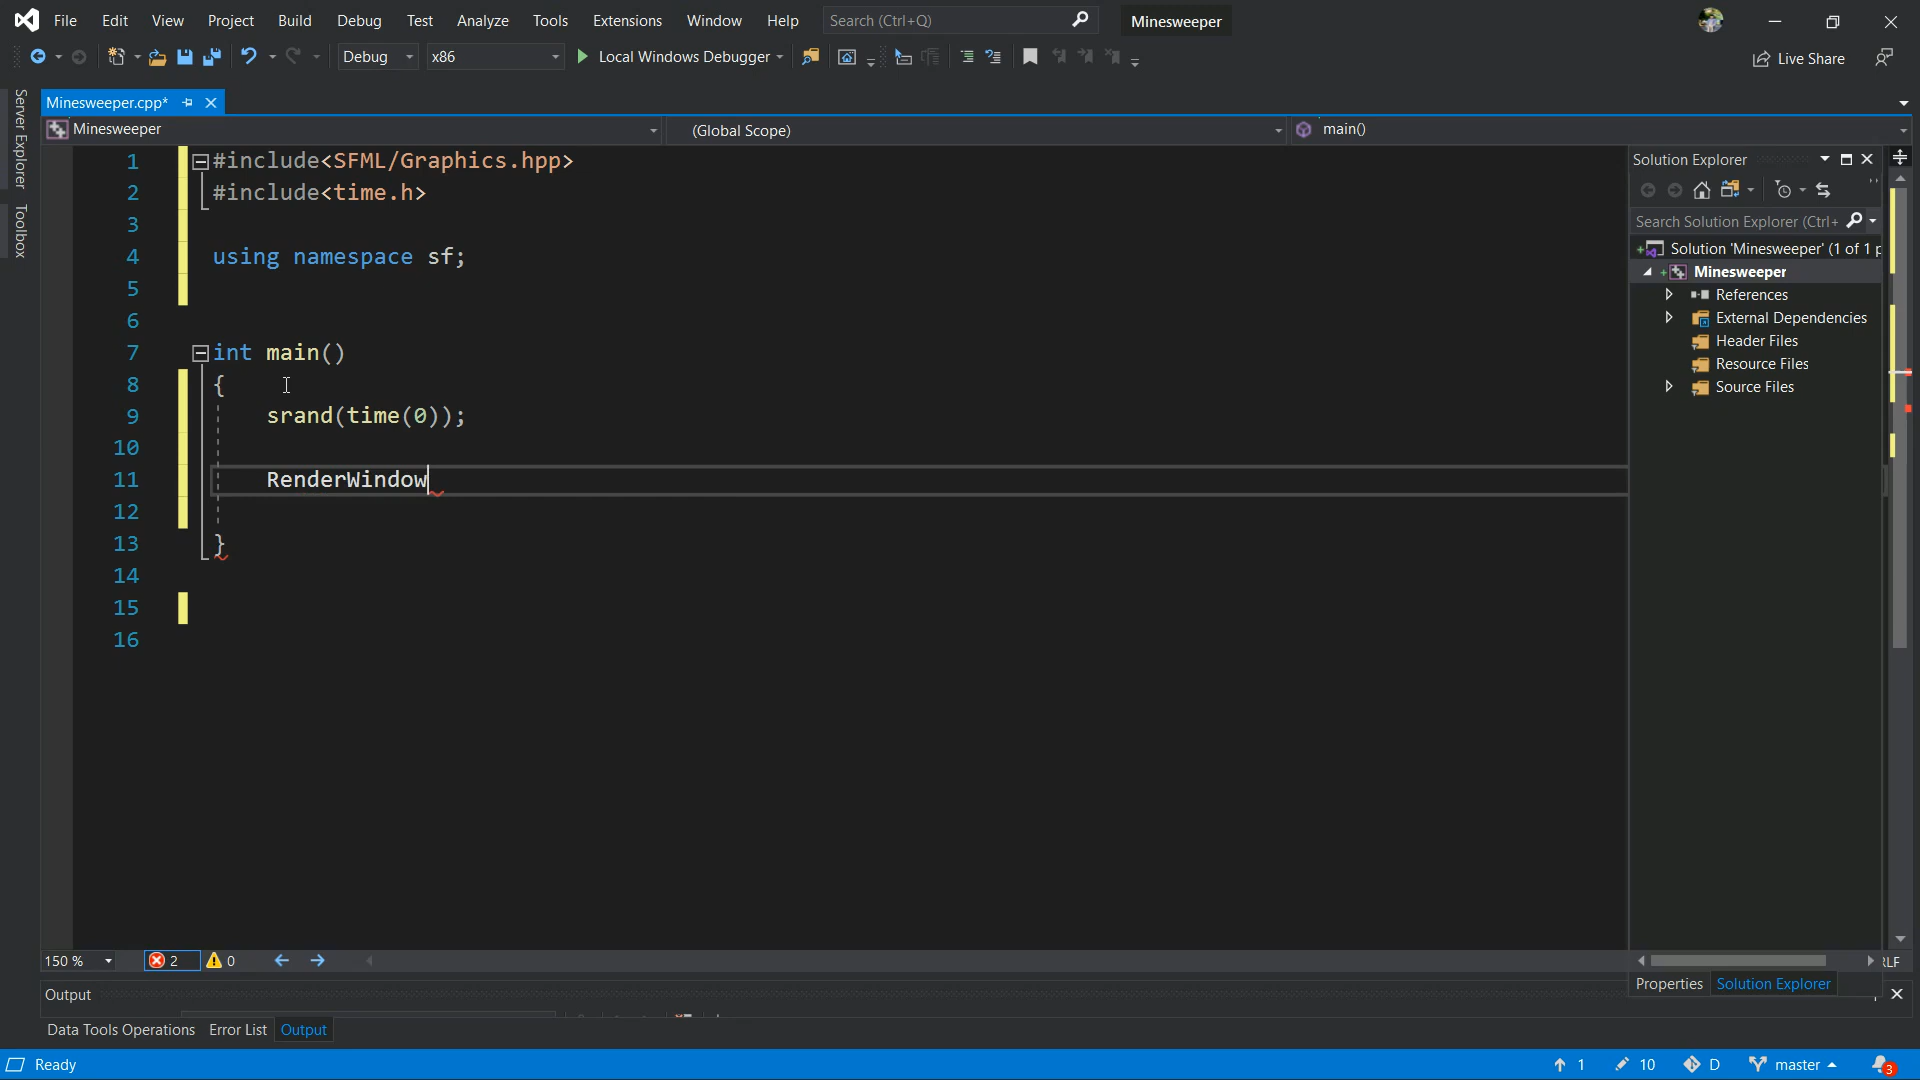 File Edit View Project Build Debug Test Analyze Tools Extensions Window Help Search (Ctrl+Q) Minesweeper
Debug x86 Local Windows Debugger Live Share
Server Explorer
Toolbox
Minesweeper.cpp*
Minesweeper (Global Scope) main()
1 #include<SFML/Graphics.hpp>
2 #include<time.h>
3
4 using namespace sf;
5
6
7 int main()
8 {
9 srand(time(0));
10
11 RenderWindow
12
13 }
14
15
16
Solution Explorer
Search Solution Explorer (Ctrl+
Solution 'Minesweeper' (1 of 1 p
Minesweeper
References
External Dependencies
Header Files
Resource Files
Source Files
150 % 2 0
RLF
Properties Solution Explorer
Output
Data Tools Operations Error List Output
Ready 1 10 D master 3